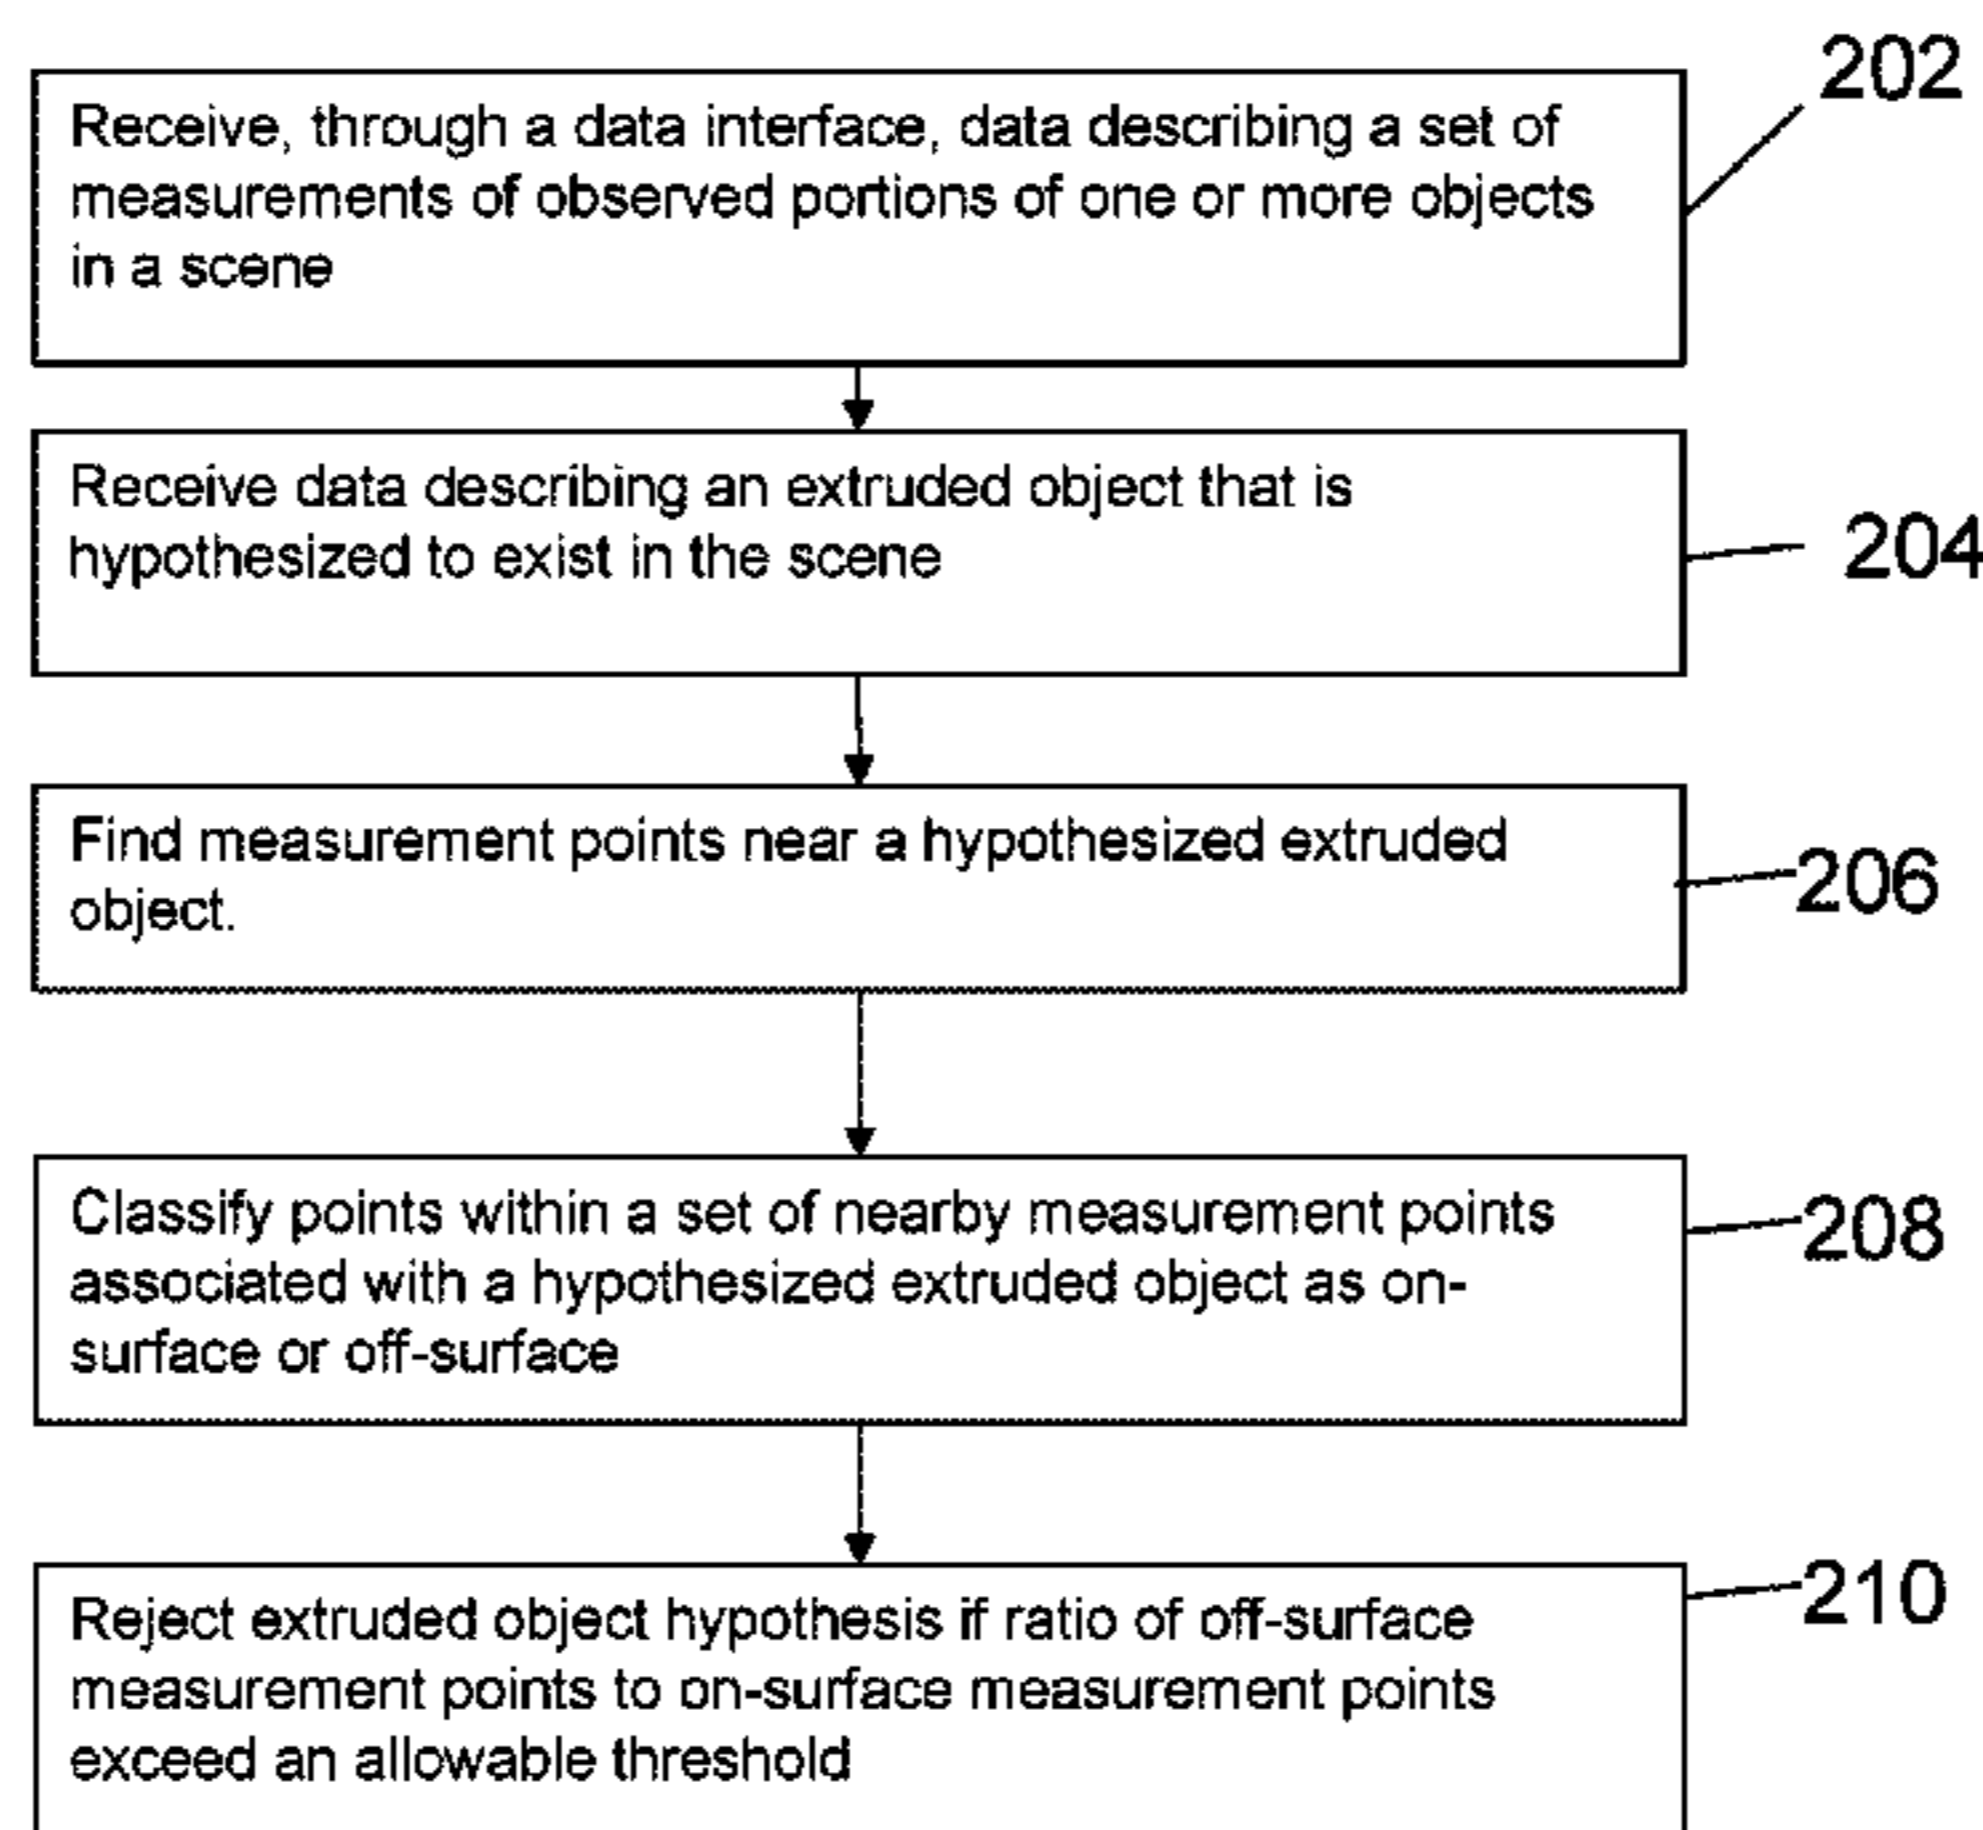 202
Receive, through a data interface, data describing a set of
measurements of observed portions of one or more objects
in a scene
Receive data describing an extruded object that is
hypothesized to exist in the scene
204
Find measurement points near a hypothesized extruded
object.
206
Classify points within a set of nearby measurement points
associated with a hypothesized extruded object as on-
surface or off-surface
208
Reject extruded object hypothesis if ratio of off-surface
measurement points to on-surface measurement points
exceed an allowable threshold
210